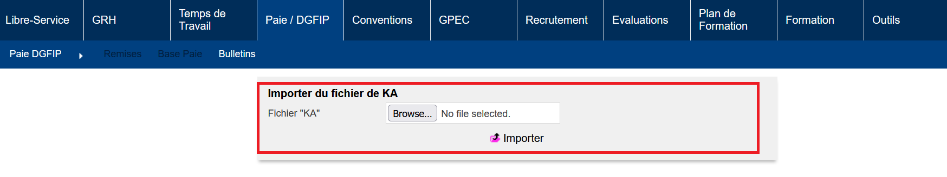 Libre-Service GRH Temps de Travail Paie / DGFIP Conventions GPEC Recrutement Evaluations Plan de Formation Formation Outils
Paie DGFIP Remises Base Paie Bulletins
Importer du fichier de KA
Fichier "KA" Browse... No file selected.
Importer